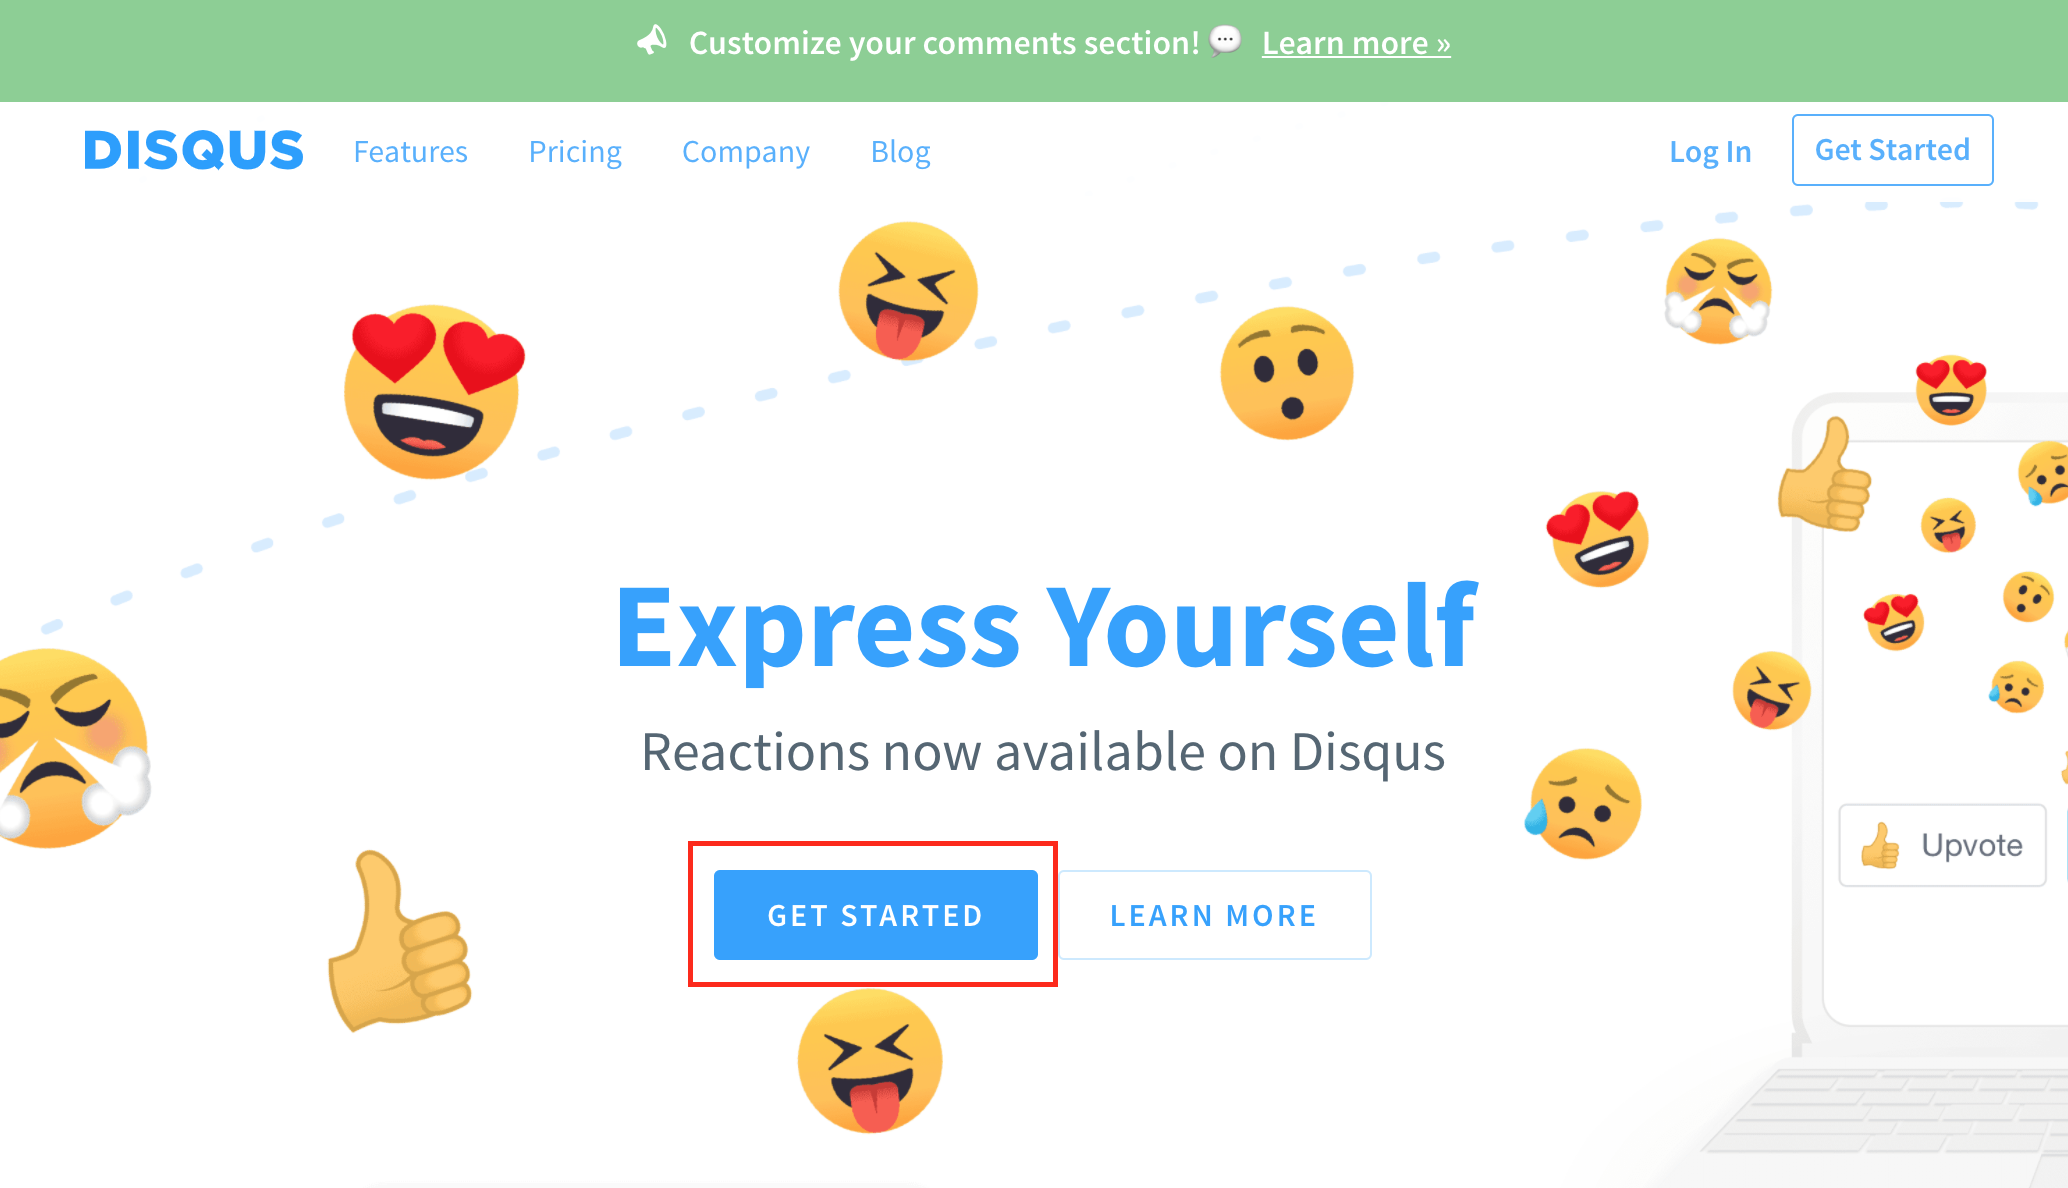 Customize your comments section! 💬 Learn more »
DISQUS Features Pricing Company Blog Log In Get Started
Express Yourself
Reactions now available on Disqus
Upvote
GET STARTED LEARN MORE